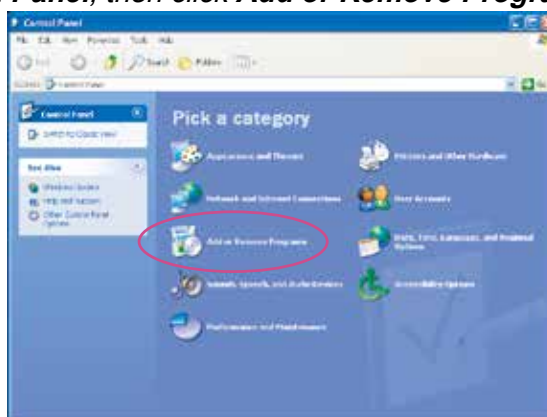 Panel, then click Add or Remove Progr
Control Panel
File Edit View Favorites Tools Help
Search Folders
Control Panel
Control Panel
Switch to Classic View
See Also
Windows Update
Help and Support
Other Control Panel
Options
Pick a category
Appearance and Themes
Printers and Other Hardware
Network and Internet Connections
User Accounts
Add or Remove Programs
Date, Time, Language, and Regional
Options
Sounds, Speech, and Audio Devices
Accessibility Options
Performance and Maintenance